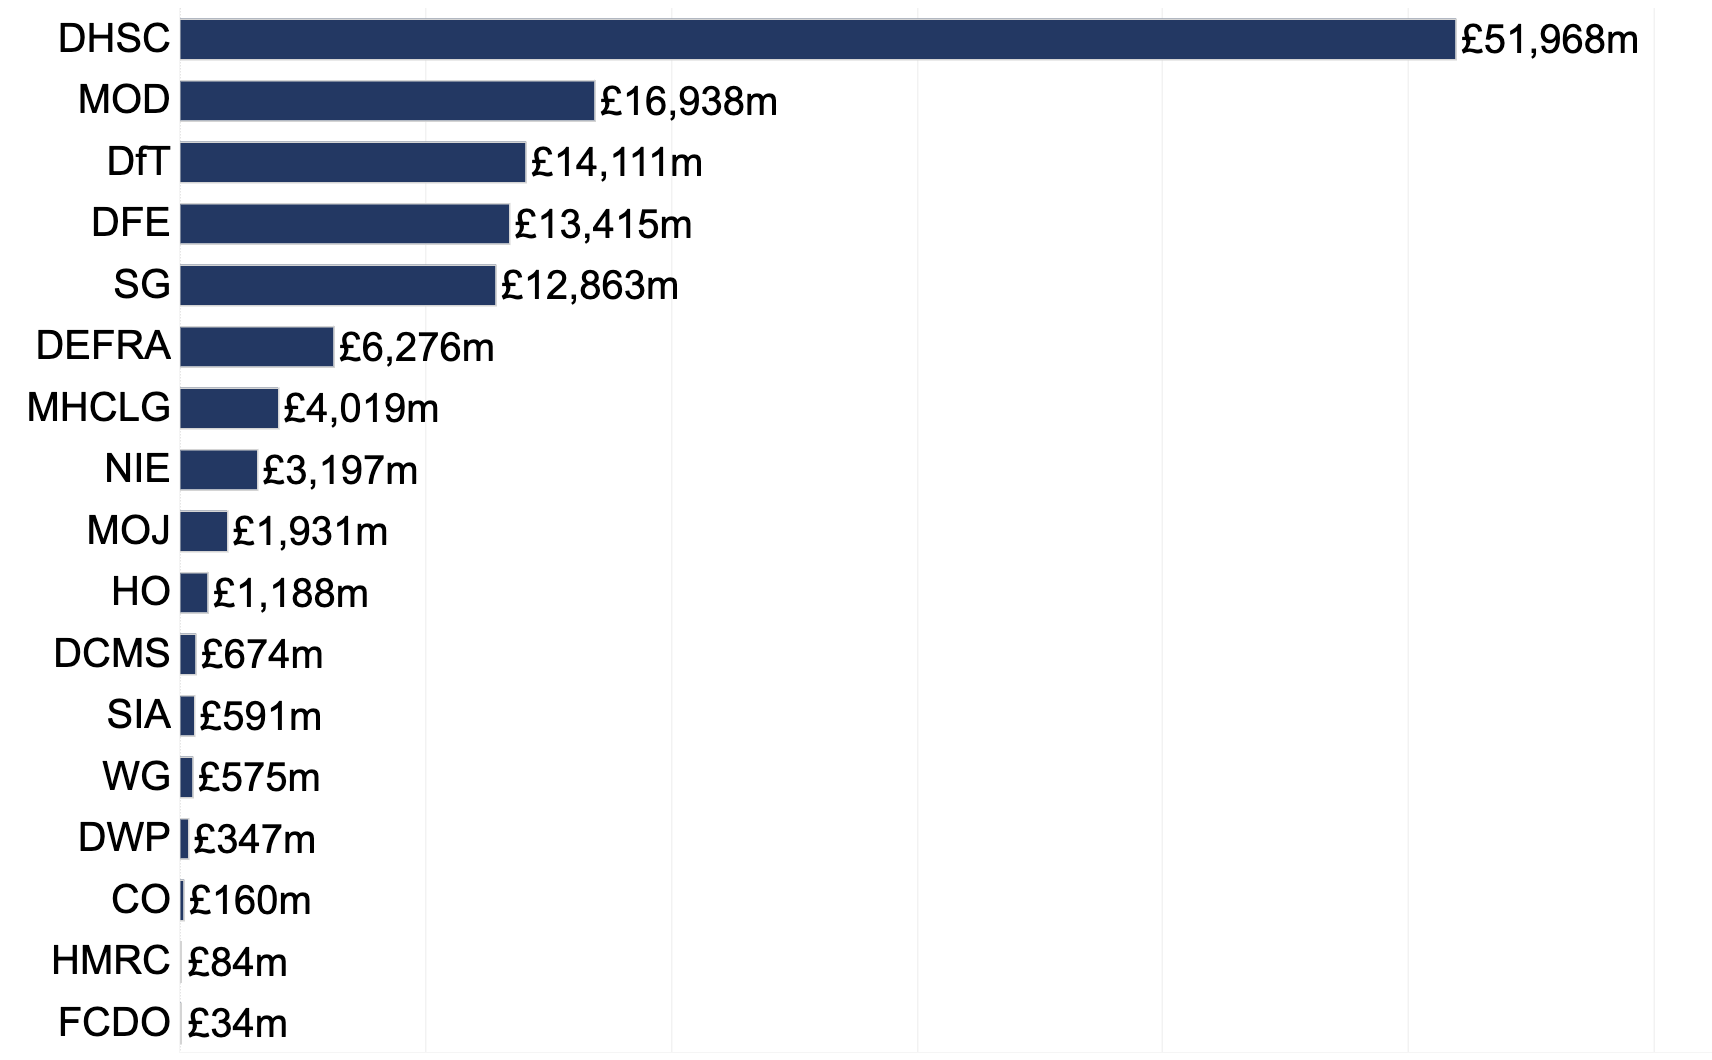 DHSC £51,968m
MOD £16,938m
DfT £14,111m
DFE £13,415m
SG £12,863m
DEFRA £6,276m
MHCLG £4,019m
NIE £3,197m
MOJ £1,931m
HO £1,188m
DCMS £674m
SIA £591m
WG £575m
DWP £347m
CO £160m
HMRC £84m
FCDO £34m